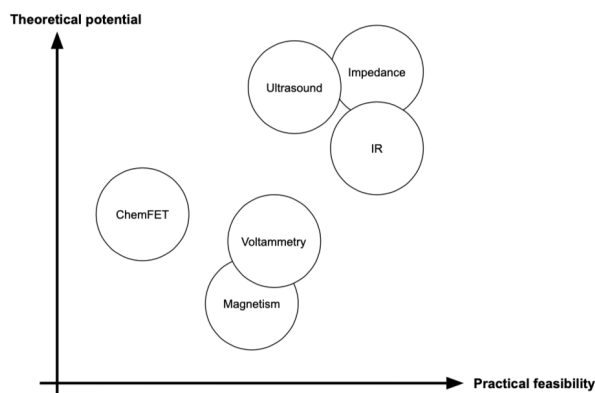 Theoretical potential
Impedance
Ultrasound
IR
ChemFET
Voltammetry
Magnetism
Practical feasibility